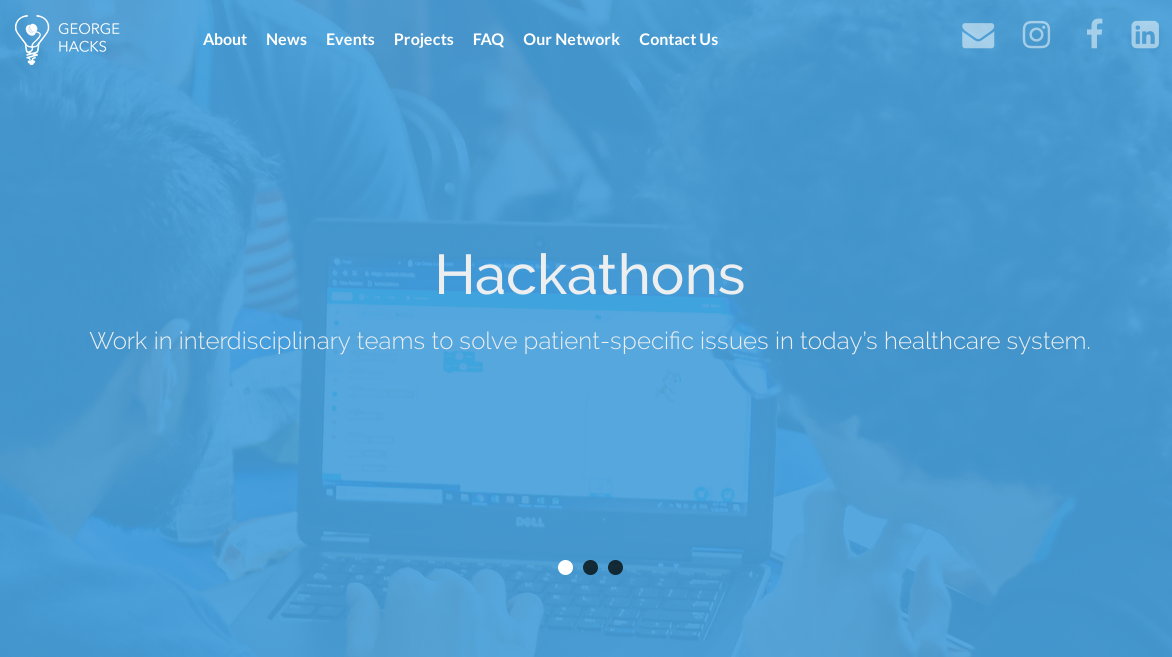 GEORGE
HACKS
About News Events Projects FAQ Our Network Contact Us
Hackathons
Work in interdisciplinary teams to solve patient-specific issues in today's healthcare system.
DELL